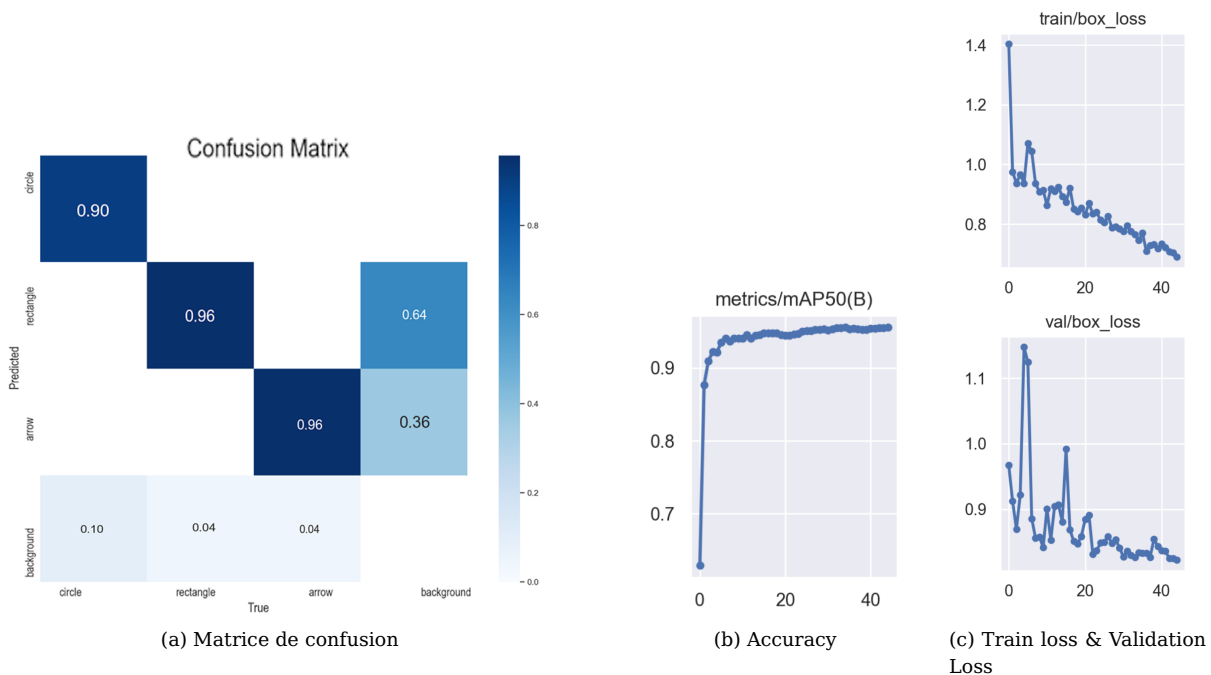 Confusion Matrix
circle
rectangle
Predicted
arrow
background
0.90
0.96
0.64
0.96
0.36
0.10
0.04
0.04
0.8
0.6
0.4
0.2
0.0
circle
rectangle
arrow
background
True
(a) Matrice de confusion
metrics/mAP50(B)
0.9
0.8
0.7
0
20
40
(b) Accuracy
train/box_loss
1.4
1.2
1.0
0.8
0
20
40
val/box_loss
1.1
1.0
0.9
0
20
40
(c) Train loss & Validation
Loss